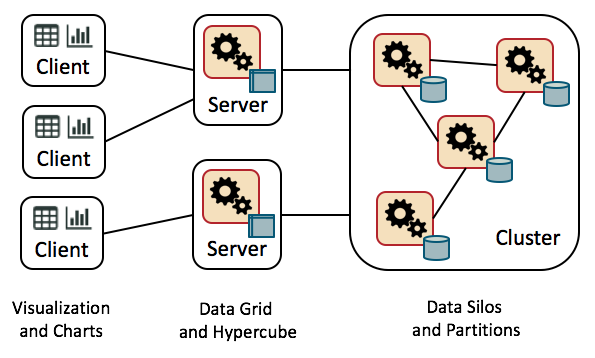 Client
Client
Client
Server
Server
Cluster
Visualization
and Charts
Data Grid
and Hypercube
Data Silos
and Partitions